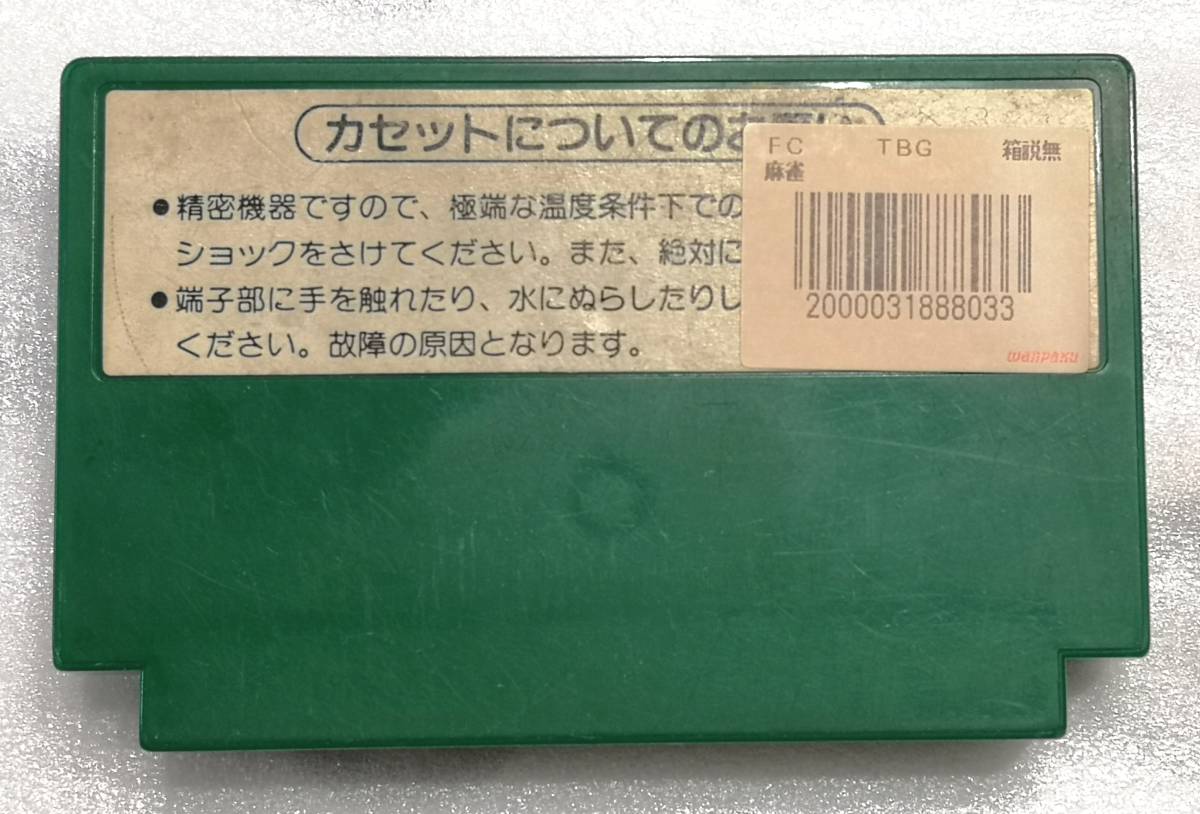 カセットについてのお願い
●精密機器ですので、極端な温度条件下での
ショックをさけてください。また、絶対に
●端子部に手を触れたり、水にぬらしたりし
ください。故障の原因となります。
FC TBG 箱説無
麻雀
2000031888033
wanpaku